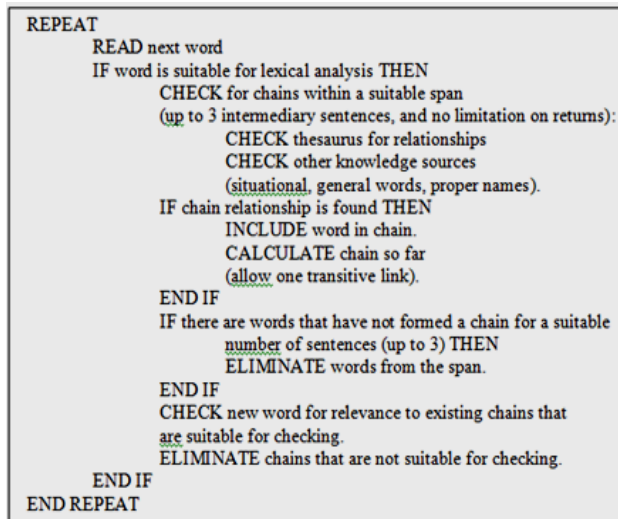 REPEAT
READ next word
IF word is suitable for lexical analysis THEN
CHECK for chains within a suitable span
(up to 3 intermediary sentences, and no limitation on returns):
CHECK thesaurus for relationships
CHECK other knowledge sources
(situational, general words, proper names).
IF chain relationship is found THEN
INCLUDE word in chain.
CALCULATE chain so far
(allow one transitive link).
END IF
IF there are words that have not formed a chain for a suitable
number of sentences (up to 3) THEN
ELIMINATE words from the span.
END IF
CHECK new word for relevance to existing chains that
are suitable for checking.
ELIMINATE chains that are not suitable for checking.
END IF
END REPEAT